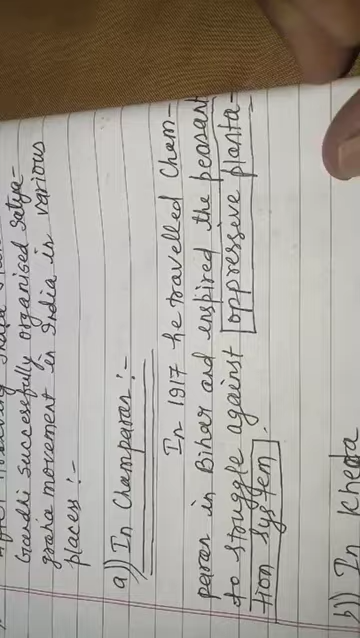 Gandhi successfully organised Satya-
graha movement in India in various
places :-
a)) In Champaran :-
In 1917 he travelled Cham-
paran in Bihar and inspired the peasant
to struggle against oppressive planta-
tion system.
b)) In Kheda